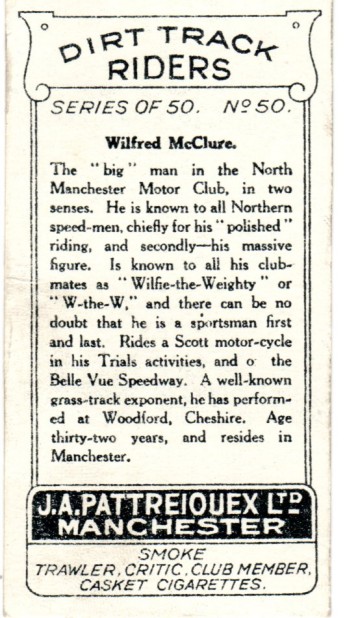 DIRT TRACK
RIDERS
SERIES OF 50. Nº 50.
Wilfred McClure.
The "big" man in the North
Manchester Motor Club, in two
senses. He is known to all Northern
speed-men, chiefly for his "polished"
riding, and secondly—his massive
figure. Is known to all his club-
mates as "Wilfie-the-Weighty" or
"W-the-W," and there can be no
doubt that he is a sportsman first
and last. Rides a Scott motor-cycle
in his Trials activities, and o the
Belle Vue Speedway. A well-known
grass-track exponent, he has perform-
ed at Woodford, Cheshire. Age
thirty-two years, and resides in
Manchester.
J.A.PATTREIOUEX LTD
MANCHESTER
SMOKE
TRAWLER, CRITIC, CLUB MEMBER,
CASKET CIGARETTES.